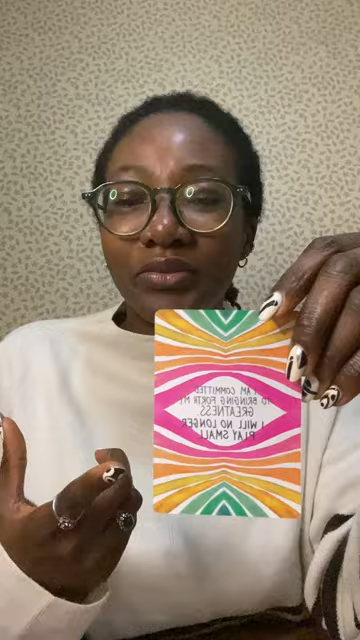 I AM COMMITTED
TO BRINGING FORTH MY
GREATNESS
I WILL NO LONGER
PLAY SMALL